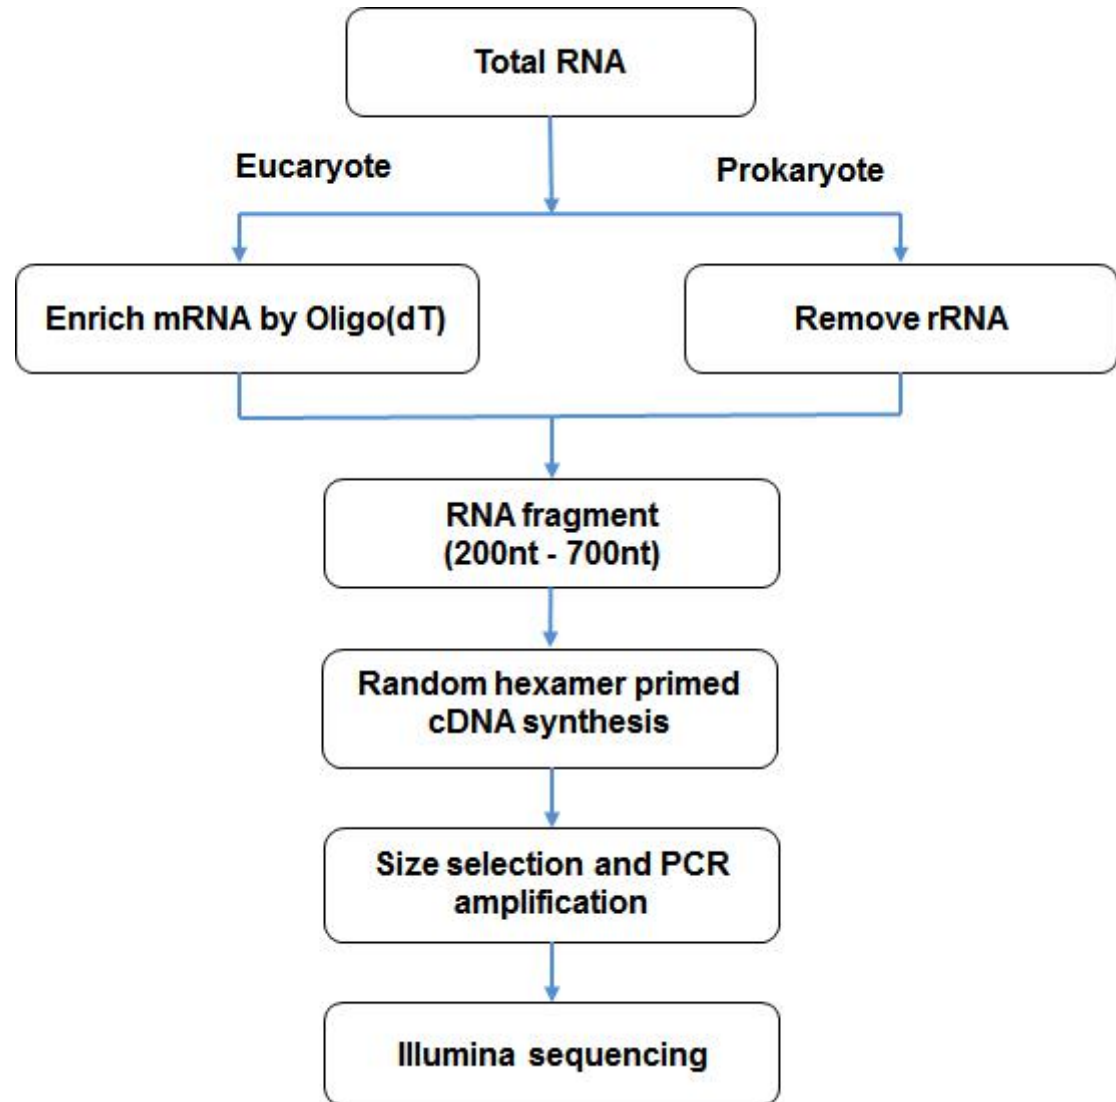 Total RNA
Eucaryote
Prokaryote
Enrich mRNA by Oligo(dT)
Remove rRNA
RNA fragment
(200nt - 700nt)
Random hexamer primed
cDNA synthesis
Size selection and PCR
amplification
Illumina sequencing